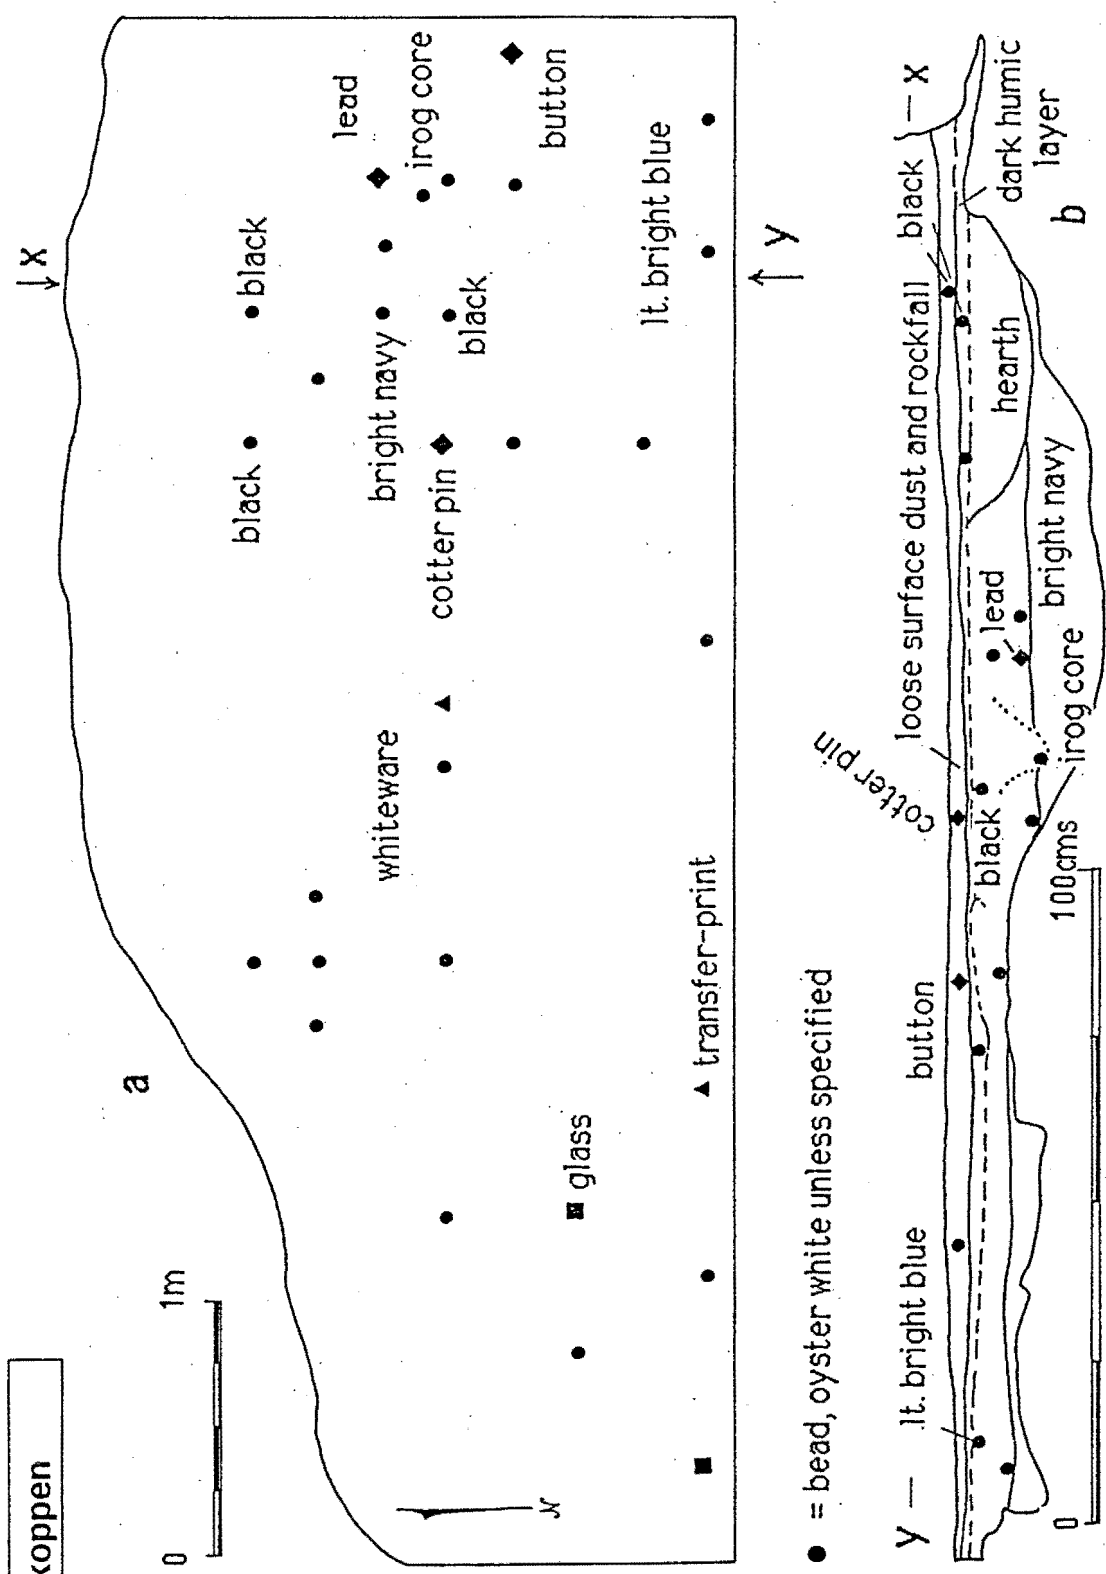 koppen
0
1m
a
X
black
black
lead
irog core
button
bright navy
black
cotter pin
lt. bright blue
whiteware
transfer-print
glass
N
y
● = bead, oyster white unless specified
y
X
lt. bright blue
button
cotter pin
black
loose surface dust and rockfall
black
lead
irog core
bright navy
hearth
dark humic
layer
b
0
100cms